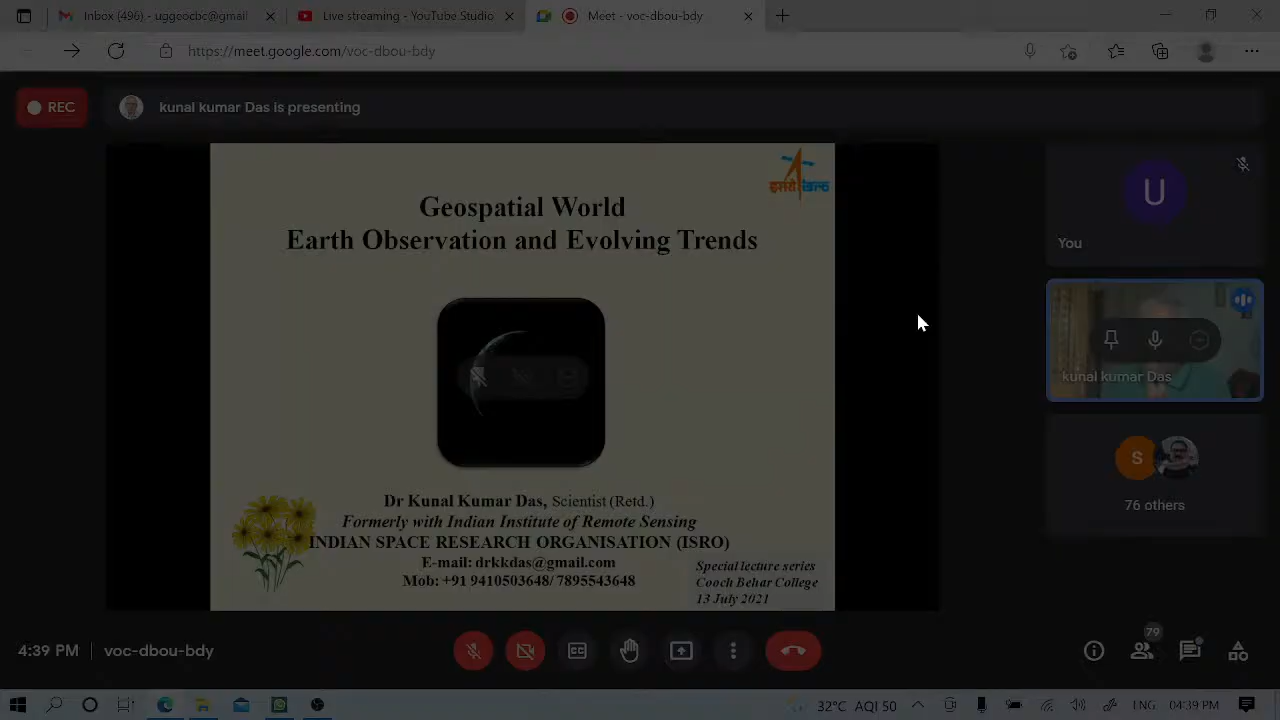 Inbox (496) - uggeocbc@gmail
Live streaming - YouTube Studio
Meet - voc-dbou-bdy
https://meet.google.com/voc-dbou-bdy
REC
kunal kumar Das is presenting
इसरो isro
Geospatial World
Earth Observation and Evolving Trends
U
You
kunal kumar Das
S
76 others
Dr Kunal Kumar Das, Scientist (Retd.)
Formerly with Indian Institute of Remote Sensing
INDIAN SPACE RESEARCH ORGANISATION (ISRO)
E-mail: drkkdas@gmail.com
Mob: +91 9410503648/ 7895543648
Special lecture series
Cooch Behar College
13 July 2021
4:39 PM
voc-dbou-bdy
CC
79
32°C AQI 50
ENG
04:39 PM